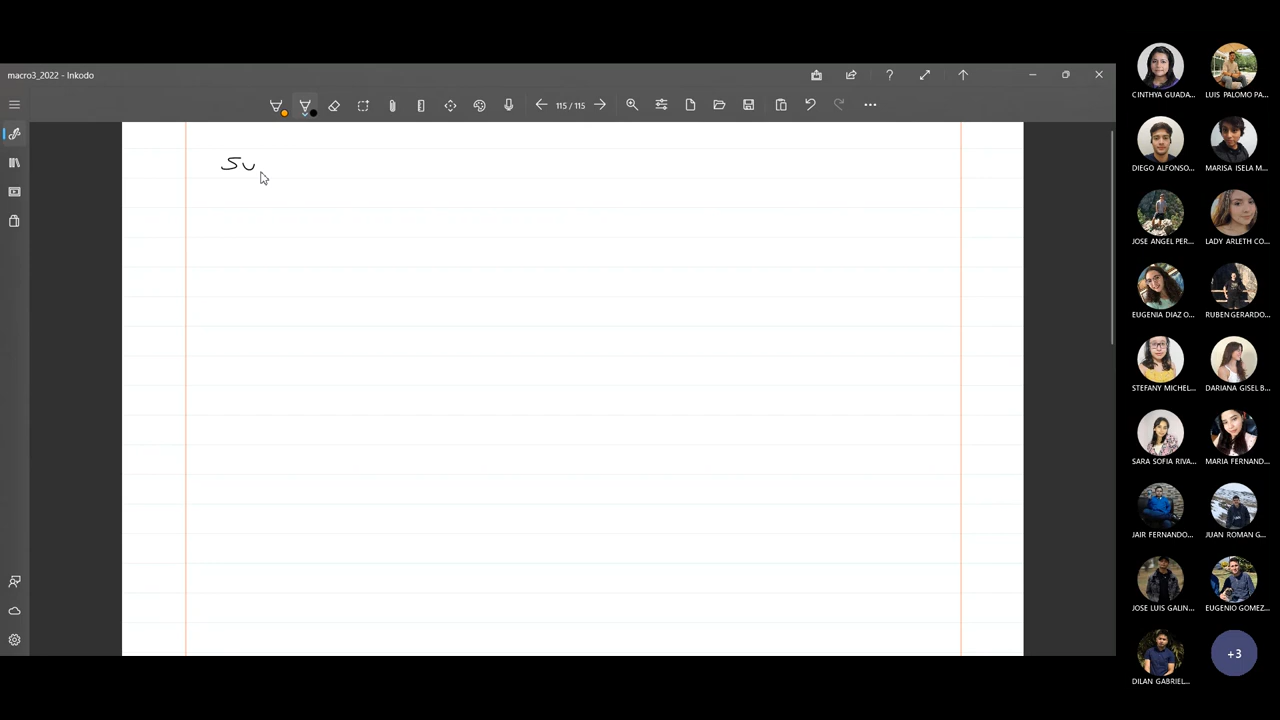 macro3_2022 - Inkodo
115 / 115
Su
CINTHYA GUADA...
LUIS PALOMO PA...
DIEGO ALFONSO...
MARISA ISELA M...
JOSE ANGEL PER...
LADY ARLETH CO...
EUGENIA DIAZ O...
RUBEN GERARDO...
STEFANY MICHEL...
DARIANA GISEL B...
SARA SOFIA RIVA...
MARIA FERNAND...
JAIR FERNANDO...
JUAN ROMAN G...
JOSE LUIS GALIN...
EUGENIO GOMEZ...
DILAN GABRIEL...
+3